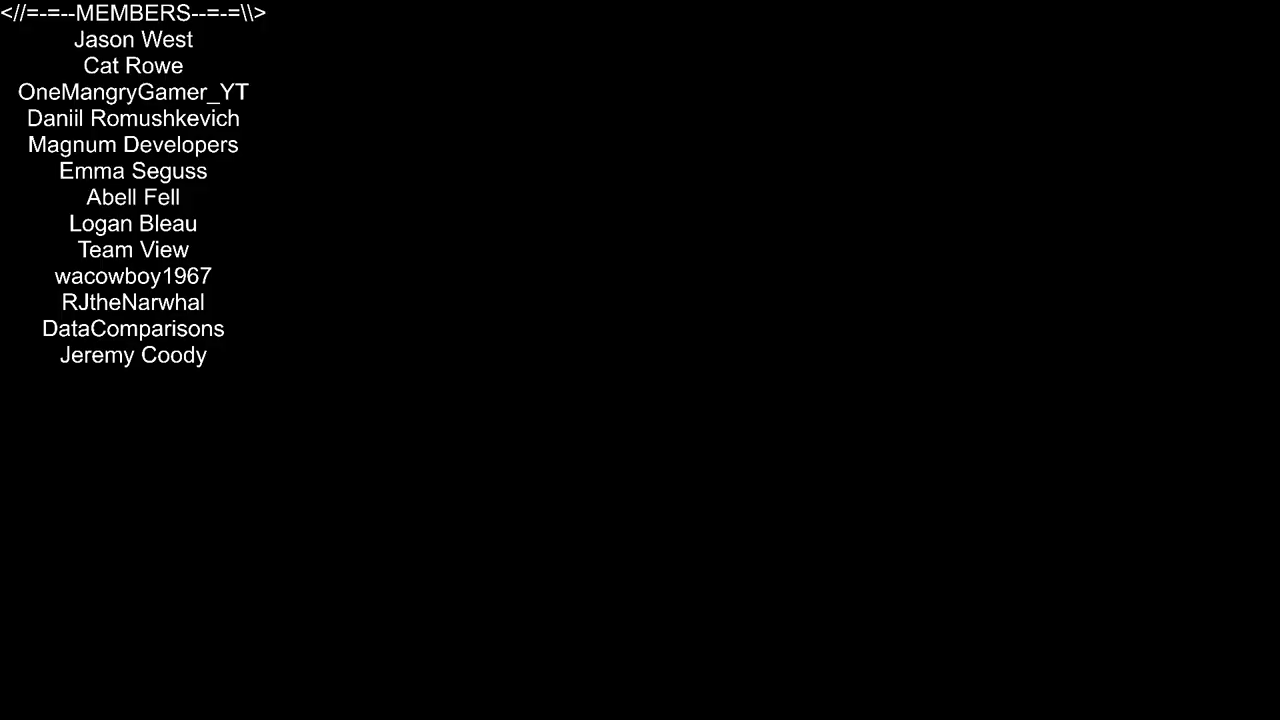 <//=-=--MEMBERS--=-=\\>
Jason West
Cat Rowe
OneMangryGamer_YT
Daniil Romushkevich
Magnum Developers
Emma Seguss
Abell Fell
Logan Bleau
Team View
wacowboy1967
RJtheNarwhal
DataComparisons
Jeremy Coody